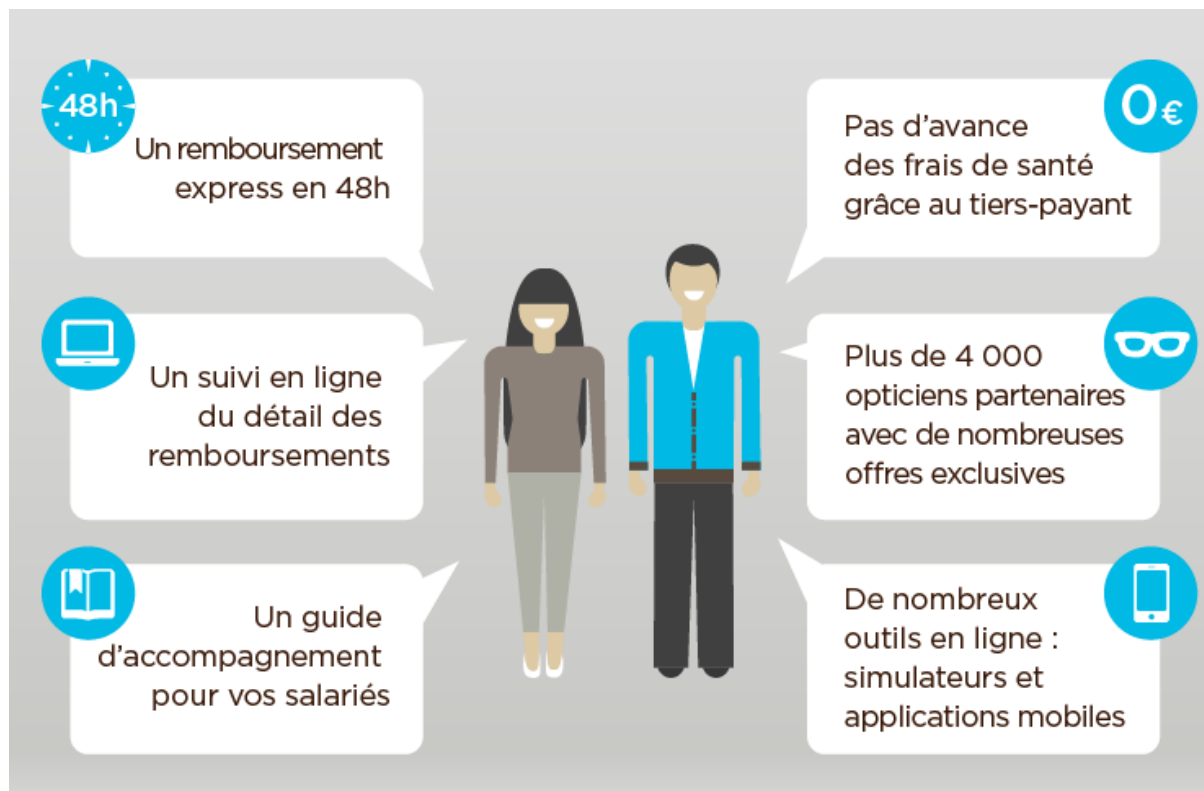 48h
Un remboursement
express en 48h
Un suivi en ligne
du détail des
remboursements
Un guide
d'accompagnement
pour vos salariés
0€
Pas d'avance
des frais de santé
grâce au tiers-payant
Plus de 4 000
opticiens partenaires
avec de nombreuses
offres exclusives
De nombreux
outils en ligne :
simulateurs et
applications mobiles